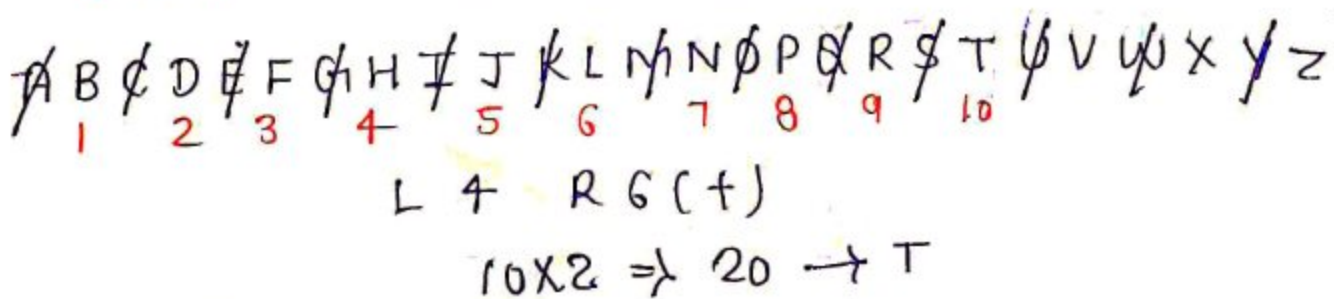 A B C D E F G H I J K L M N O P Q R S T U V W X Y Z
1 2 3 4 5 6 7 8 9 10
L 4 R 6 (+)
10X2 ⇒ 20 → T